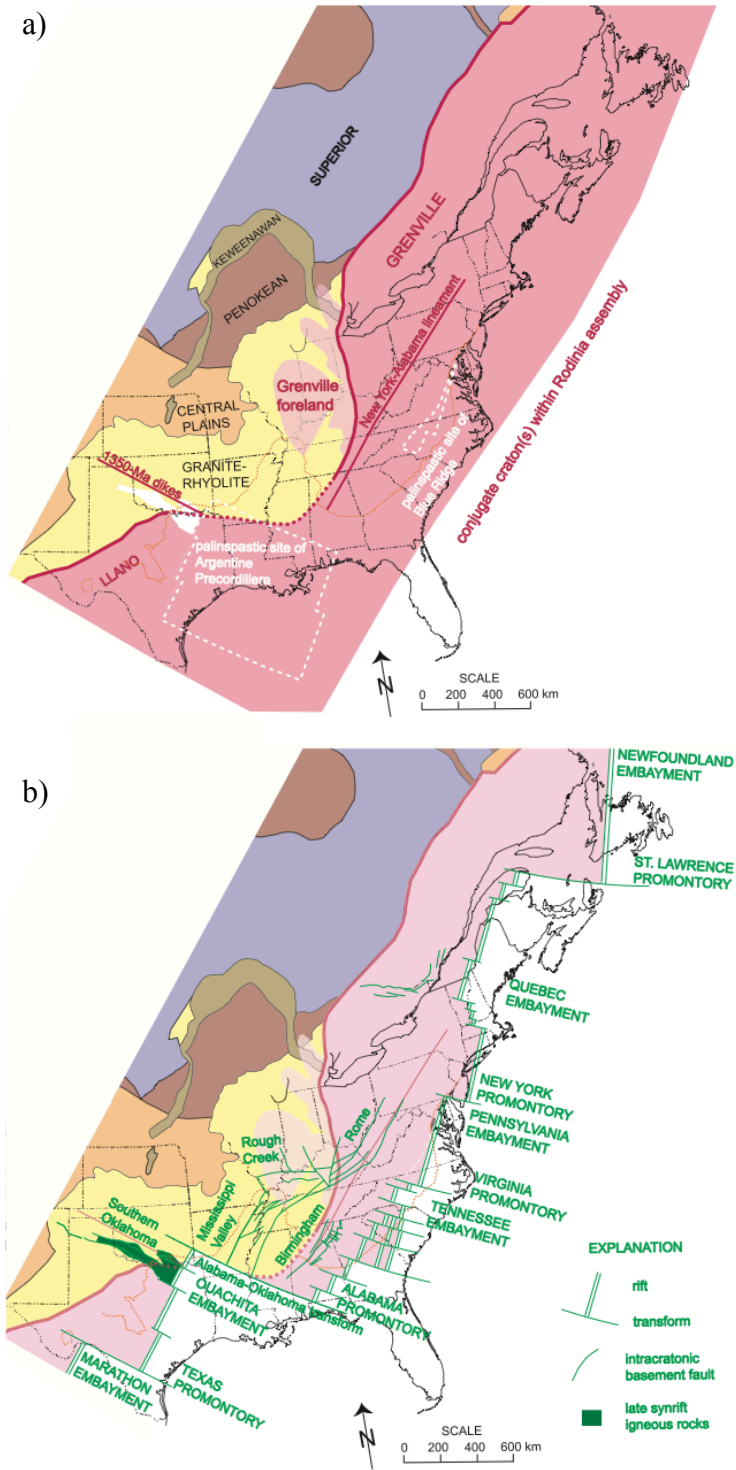 a)
SUPERIOR
KEWEENAWAN
PENOKEAN
GRENVILLE
New York-Alabama lineament
Grenville
foreland
CENTRAL
PLAINS
GRANITE-
RHYOLITE
1350-Ma dikes
palinspastic site of
Blue Ridge
conjugate craton(s) within Rodinia assembly
palinspastic site of
Argentine
Precordillera
LLANO
N
SCALE
0 200 400 600 km
b)
NEWFOUNDLAND
EMBAYMENT
ST. LAWRENCE
PROMONTORY
QUEBEC
EMBAYMENT
NEW YORK
PROMONTORY
PENNSYLVANIA
EMBAYMENT
Rome
Rough
Creek
VIRGINIA
PROMONTORY
TENNESSEE
EMBAYMENT
Mississippi
Valley
Birmingham
Southern
Oklahoma
Alabama-Oklahoma transform
OUACHITA
EMBAYMENT
ALABAMA
PROMONTORY
TEXAS
PROMONTORY
MARATHON
EMBAYMENT
EXPLANATION
rift
transform
intracratonic
basement fault
late synrift
igneous rocks
N
SCALE
0 200 400 600 km